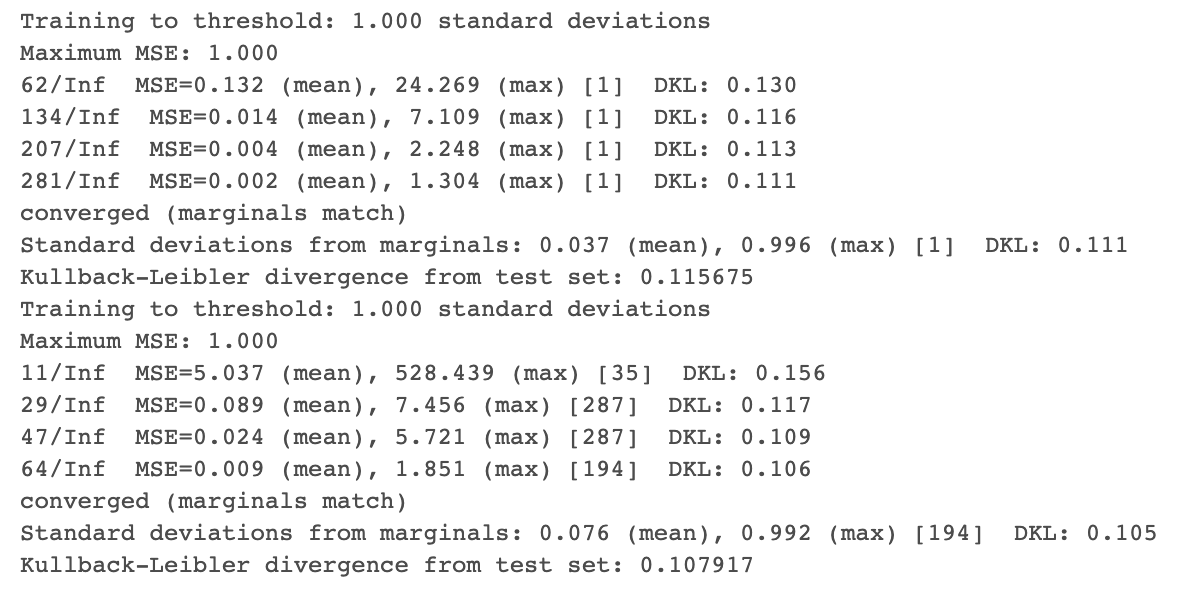 Training to threshold: 1.000 standard deviations
Maximum MSE: 1.000
62/Inf  MSE=0.132 (mean), 24.269 (max) [1]  DKL: 0.130
134/Inf  MSE=0.014 (mean), 7.109 (max) [1]  DKL: 0.116
207/Inf  MSE=0.004 (mean), 2.248 (max) [1]  DKL: 0.113
281/Inf  MSE=0.002 (mean), 1.304 (max) [1]  DKL: 0.111
converged (marginals match)
Standard deviations from marginals: 0.037 (mean), 0.996 (max) [1]  DKL: 0.111
Kullback-Leibler divergence from test set: 0.115675
Training to threshold: 1.000 standard deviations
Maximum MSE: 1.000
11/Inf  MSE=5.037 (mean), 528.439 (max) [35]  DKL: 0.156
29/Inf  MSE=0.089 (mean), 7.456 (max) [287]  DKL: 0.117
47/Inf  MSE=0.024 (mean), 5.721 (max) [287]  DKL: 0.109
64/Inf  MSE=0.009 (mean), 1.851 (max) [194]  DKL: 0.106
converged (marginals match)
Standard deviations from marginals: 0.076 (mean), 0.992 (max) [194]  DKL: 0.105
Kullback-Leibler divergence from test set: 0.107917